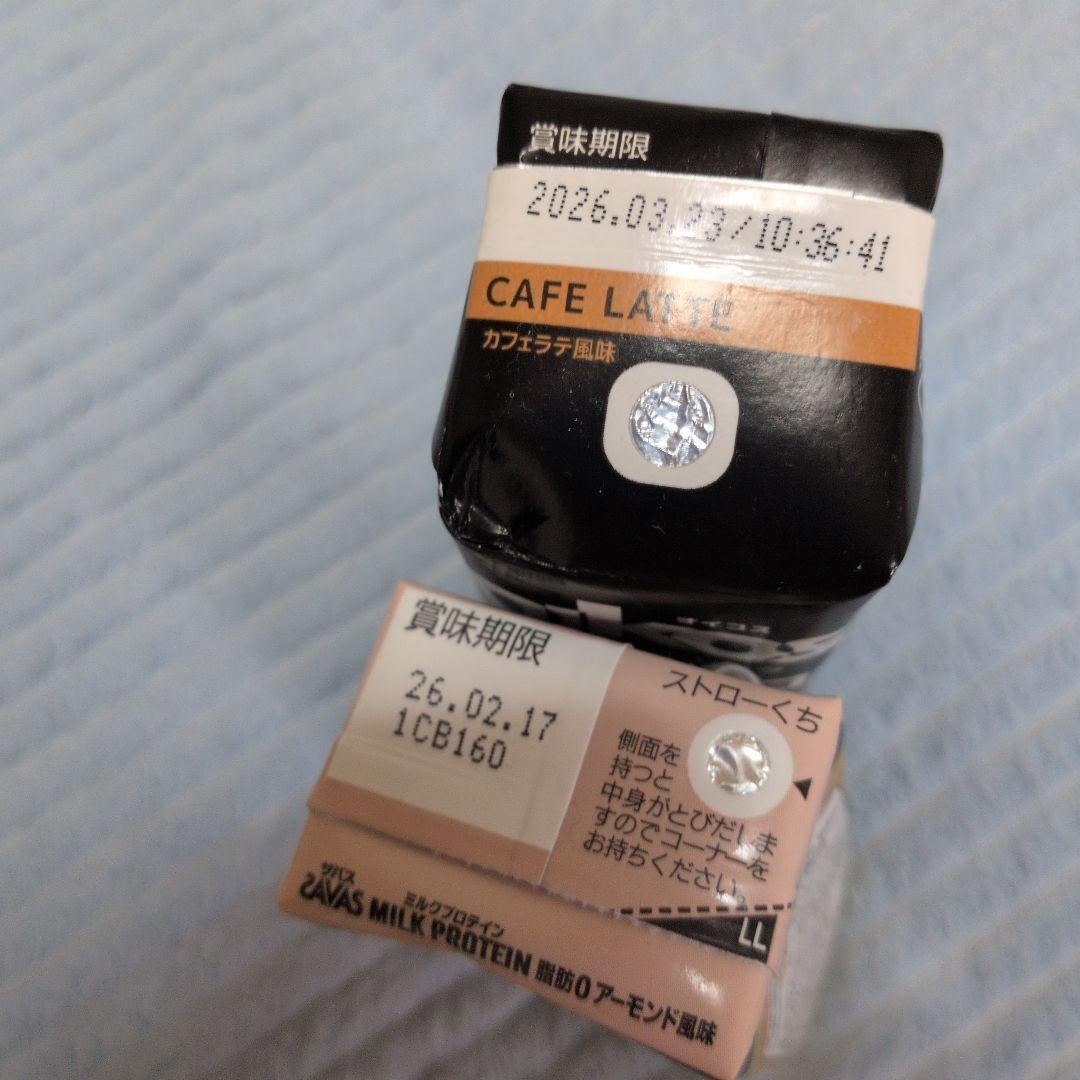 賞味期限
2026.03.23/10:36:41
CAFE LATTE
カフェラテ風味
オイコス
賞味期限
26.02.17
1CB160
ストローくち
側面を
持つと
中身がとびだしま
すのでコーナーを
お持ちください。
LL
ザバス
SAVAS
ミルクプロテイン
MILK PROTEIN 脂肪0 アーモンド風味